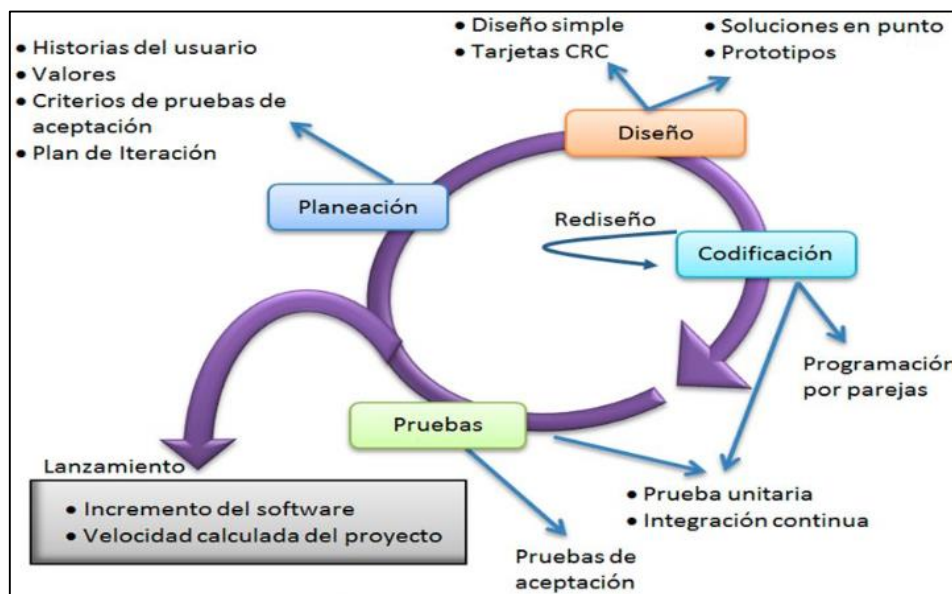 • Historias del usuario
• Valores
• Criterios de pruebas de
aceptación
• Plan de Iteración
• Diseño simple
• Tarjetas CRC
• Soluciones en punto
• Prototipos
Diseño
Planeación
Rediseño
Codificación
Programación
por parejas
Pruebas
Lanzamiento
• Incremento del software
• Velocidad calculada del proyecto
• Prueba unitaria
• Integración continua
Pruebas de
aceptación